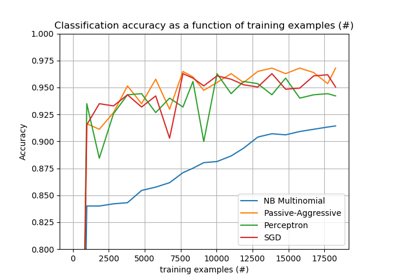 Classification accuracy as a function of training examples (#)
1.000
0.975
0.950
0.925
0.900
0.875
0.850
0.825
0.800
Accuracy
NB Multinomial
Passive-Aggressive
Perceptron
SGD
0 2500 5000 7500 10000 12500 15000 17500
training examples (#)